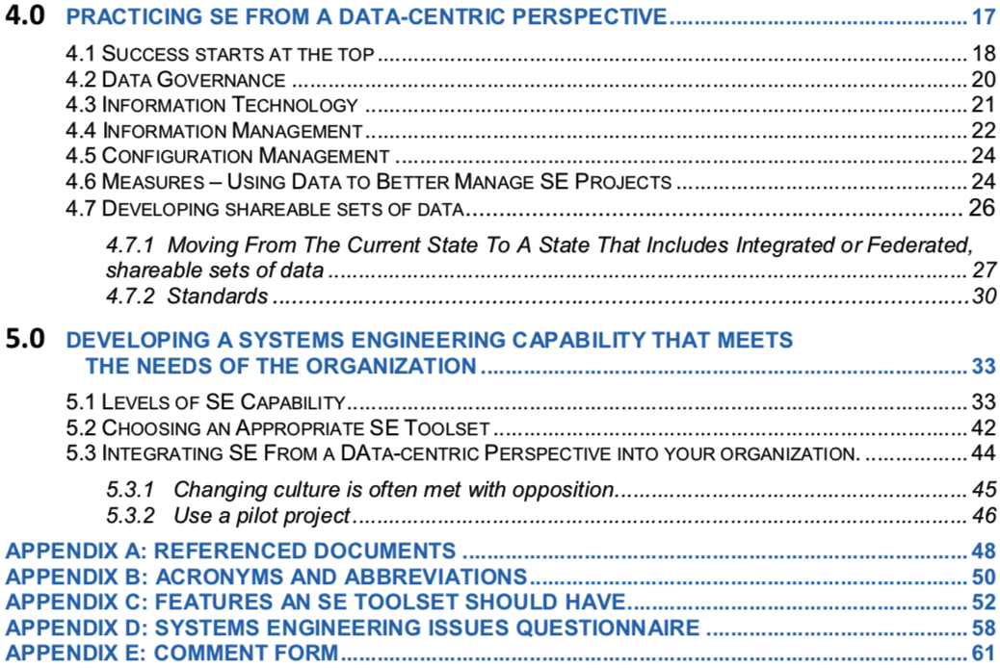 4.0 PRACTICING SE FROM A DATA-CENTRIC PERSPECTIVE ........ 17
4.1 SUCCESS STARTS AT THE TOP ........ 18
4.2 DATA GOVERNANCE ........ 20
4.3 INFORMATION TECHNOLOGY ........ 21
4.4 INFORMATION MANAGEMENT ........ 22
4.5 CONFIGURATION MANAGEMENT ........ 24
4.6 MEASURES – USING DATA TO BETTER MANAGE SE PROJECTS ........ 24
4.7 DEVELOPING SHAREABLE SETS OF DATA ........ 26
4.7.1 Moving From The Current State To A State That Includes Integrated or Federated,
shareable sets of data ........ 27
4.7.2 Standards ........ 30
5.0 DEVELOPING A SYSTEMS ENGINEERING CAPABILITY THAT MEETS
THE NEEDS OF THE ORGANIZATION ........ 33
5.1 LEVELS OF SE CAPABILITY ........ 33
5.2 CHOOSING AN APPROPRIATE SE TOOLSET ........ 42
5.3 INTEGRATING SE FROM A DATA-CENTRIC PERSPECTIVE INTO YOUR ORGANIZATION. ........ 44
5.3.1 Changing culture is often met with opposition ........ 45
5.3.2 Use a pilot project ........ 46
APPENDIX A: REFERENCED DOCUMENTS ........ 48
APPENDIX B: ACRONYMS AND ABBREVIATIONS ........ 50
APPENDIX C: FEATURES AN SE TOOLSET SHOULD HAVE ........ 52
APPENDIX D: SYSTEMS ENGINEERING ISSUES QUESTIONNAIRE ........ 58
APPENDIX E: COMMENT FORM ........ 61